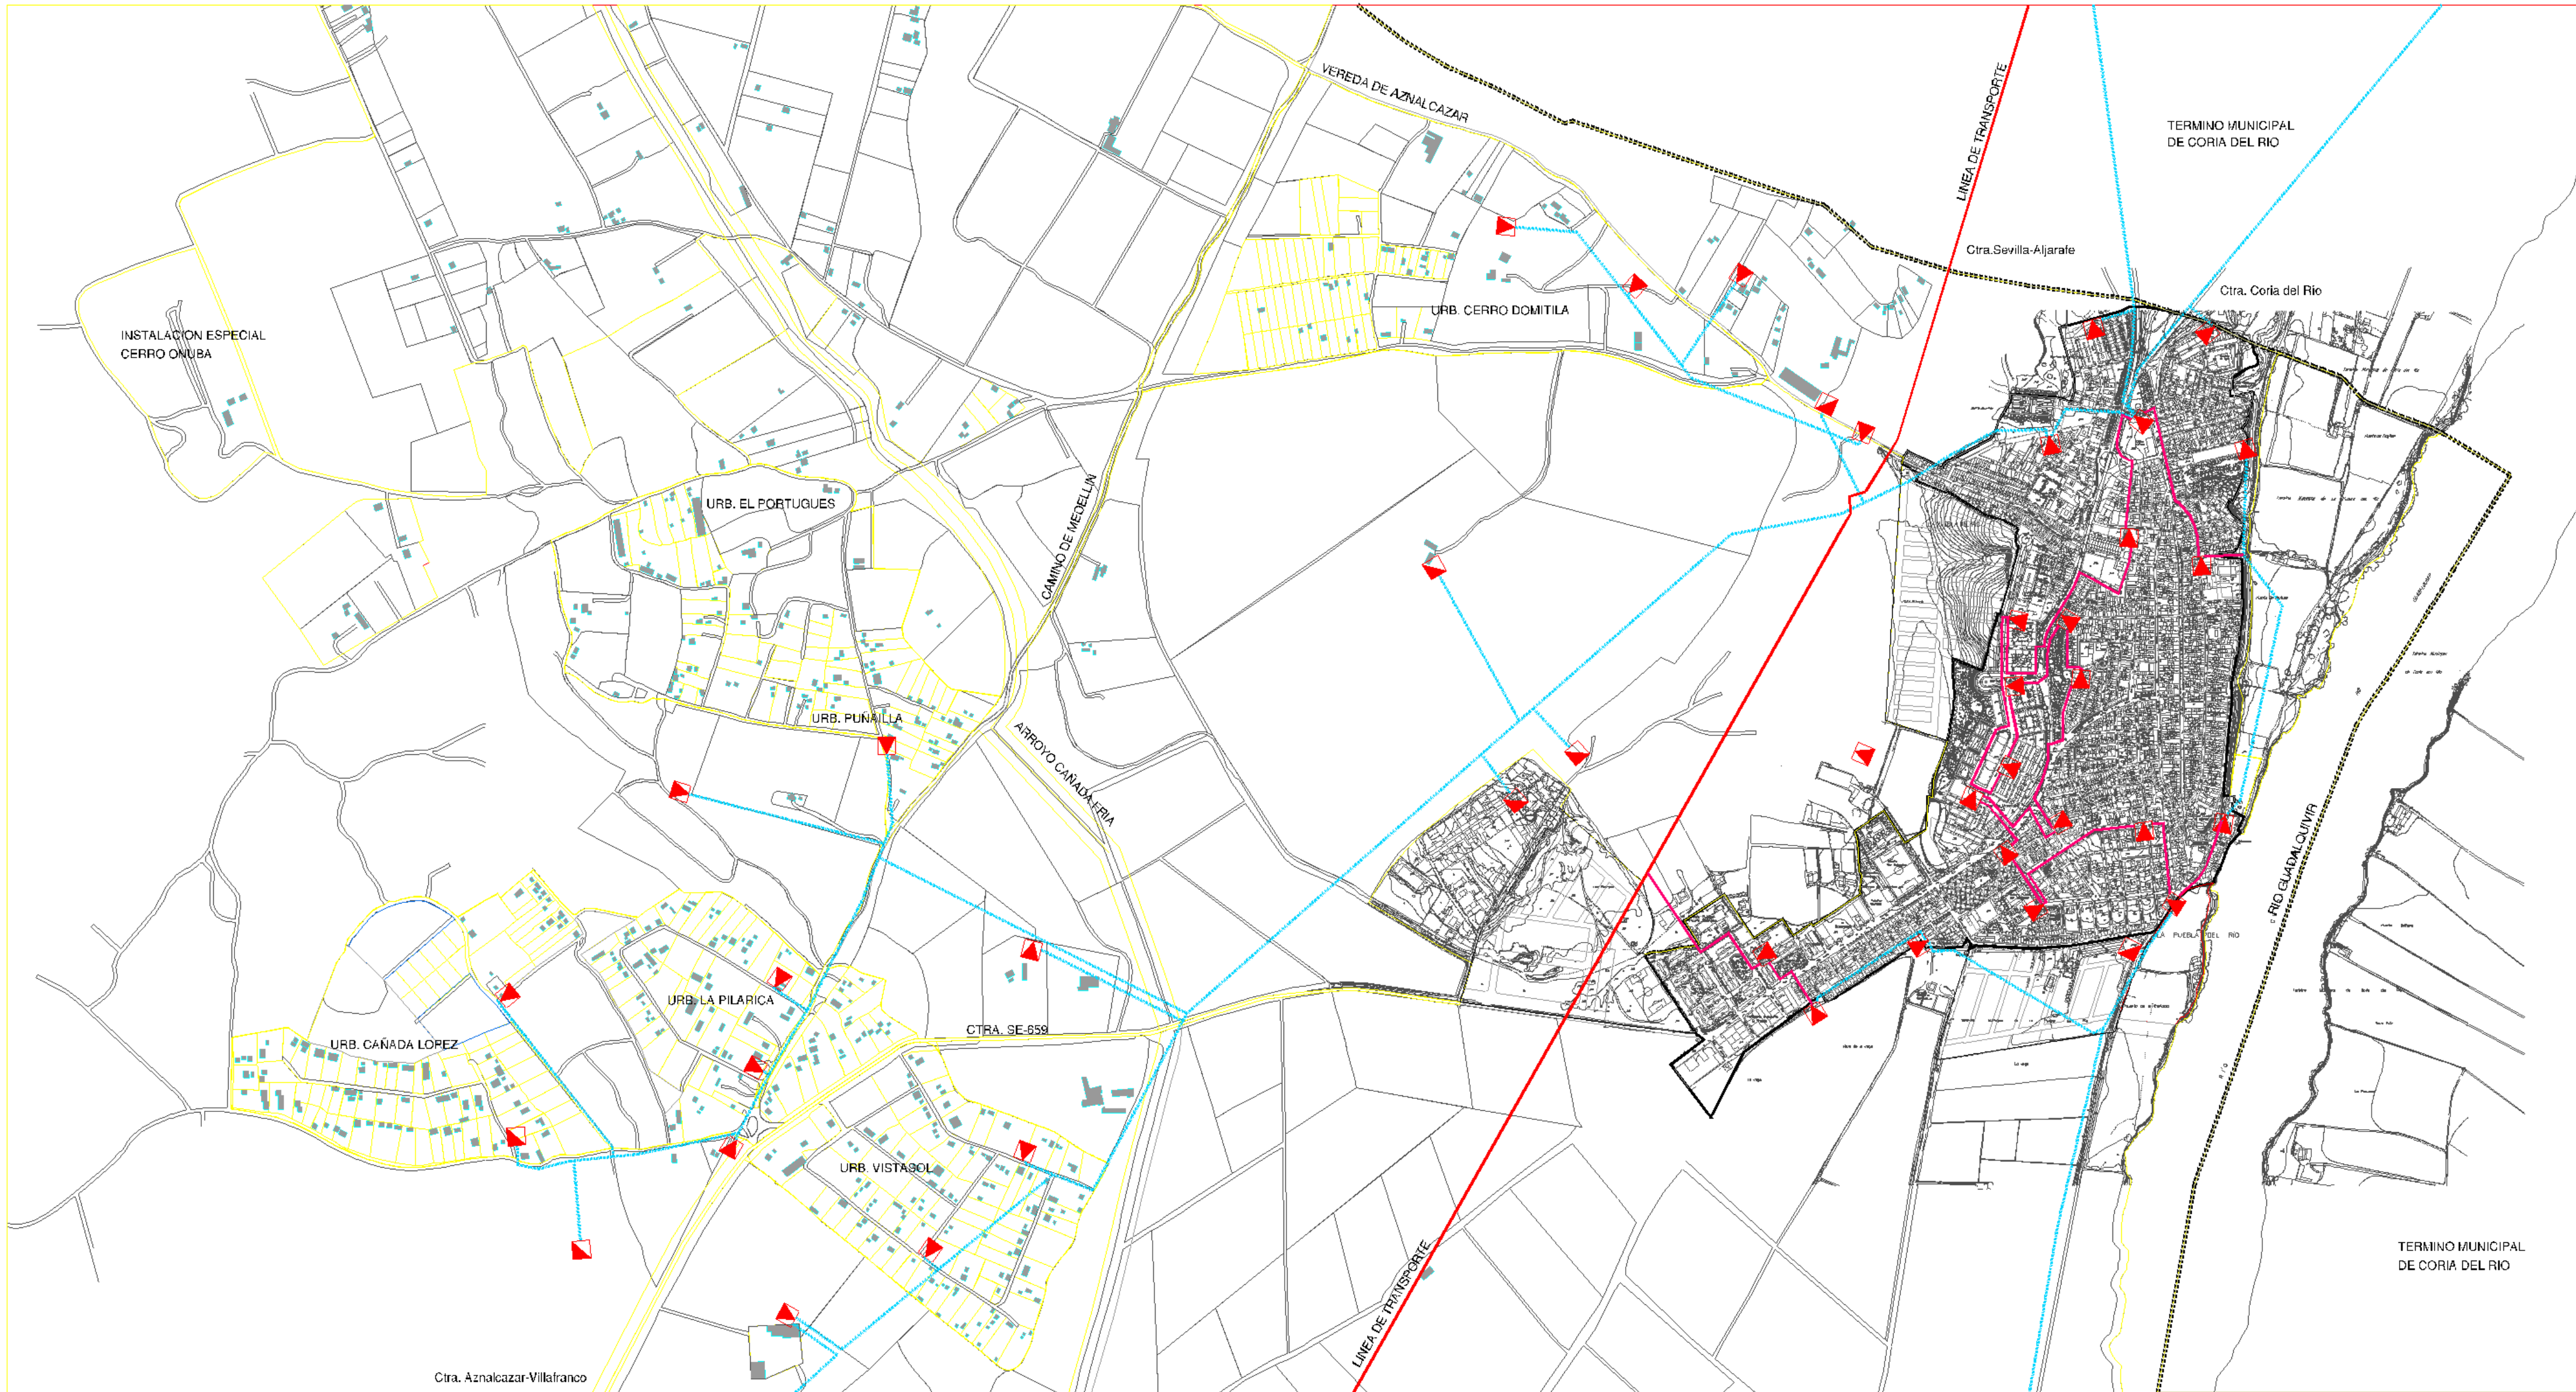 VEREDA DE AZNALCAZAR
LINEA DE TRANSPORTE
TERMINO MUNICIPAL
DE CORIA DEL RIO
Ctra.Sevilla-Aljarafe
Ctra. Coria del Rio
INSTALACION ESPECIAL
CERRO ONUBA
URB. CERRO DOMITILA
URB. EL PORTUGUES
CAMINO DE MEDELLIN
URB. PUÑAILLA
ARROYO CAÑADA FRIA
RIO GUADALQUIVIR
LA PUEBLA DEL RIO
URB. LA PILARICA
CTRA. SE-659
URB. CAÑADA LOPEZ
URB. VISTASOL
LINEA DE TRANSPORTE
TERMINO MUNICIPAL
DE CORIA DEL RIO
Ctra. Aznalcazar-Villafranco